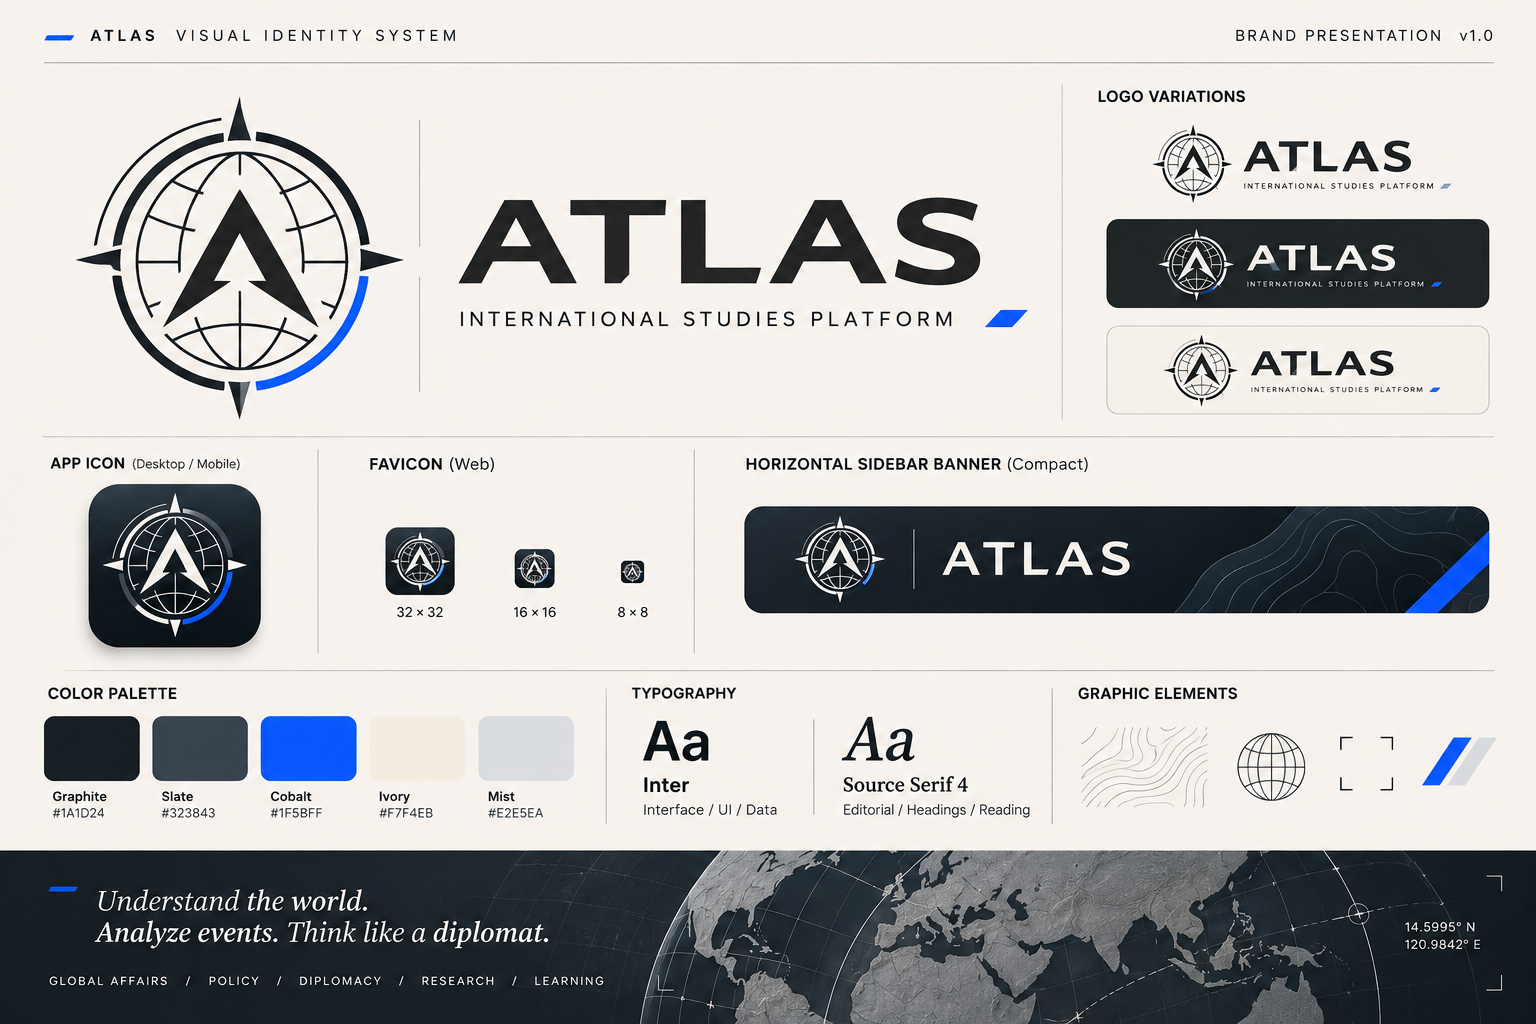 ATLAS VISUAL IDENTITY SYSTEM
BRAND PRESENTATION v1.0
ATLAS
INTERNATIONAL STUDIES PLATFORM
LOGO VARIATIONS
ATLAS
INTERNATIONAL STUDIES PLATFORM
ATLAS
INTERNATIONAL STUDIES PLATFORM
ATLAS
INTERNATIONAL STUDIES PLATFORM
APP ICON (Desktop / Mobile)
FAVICON (Web)
32 × 32
16 × 16
8 × 8
HORIZONTAL SIDEBAR BANNER (Compact)
ATLAS
COLOR PALETTE
Graphite
#1A1D24
Slate
#323843
Cobalt
#1F5BFF
Ivory
#F7F4EB
Mist
#E2E5EA
TYPOGRAPHY
Aa
Inter
Interface / UI / Data
Aa
Source Serif 4
Editorial / Headings / Reading
GRAPHIC ELEMENTS
Understand the world.
Analyze events. Think like a diplomat.
GLOBAL AFFAIRS / POLICY / DIPLOMACY / RESEARCH / LEARNING
14.5995° N
120.9842° E